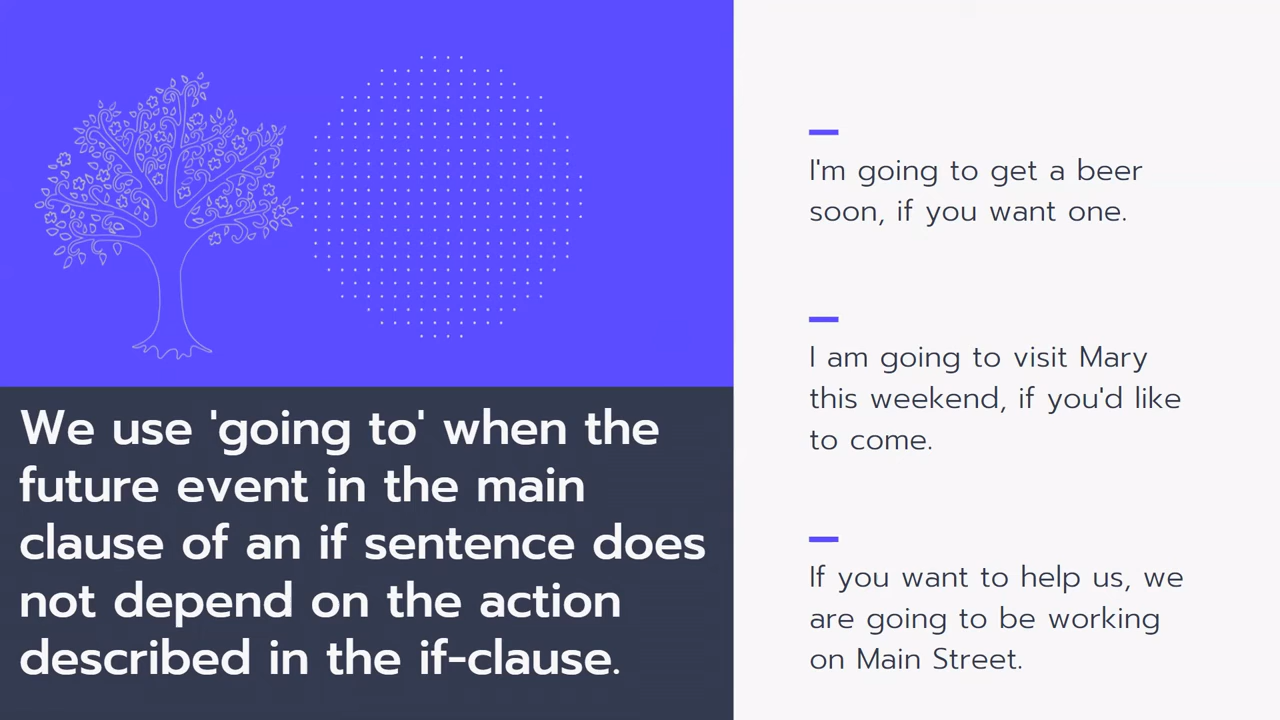 We use 'going to' when the
future event in the main
clause of an if sentence does
not depend on the action
described in the if-clause.
I'm going to get a beer
soon, if you want one.
I am going to visit Mary
this weekend, if you'd like
to come.
If you want to help us, we
are going to be working
on Main Street.